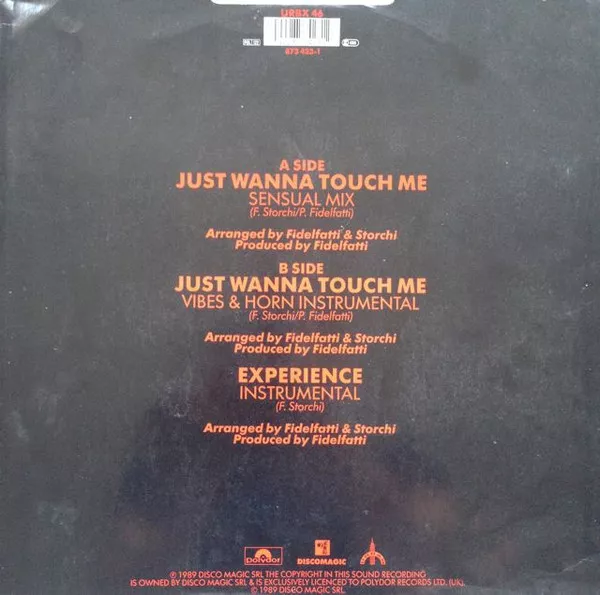 URBX 46
873 423-1
A SIDE
JUST WANNA TOUCH ME
SENSUAL MIX
(F. Storchi/P. Fidelfatti)
Arranged by Fidelfatti & Storchi
Produced by Fidelfatti
B SIDE
JUST WANNA TOUCH ME
VIBES & HORN INSTRUMENTAL
(F. Storchi/P. Fidelfatti)
Arranged by Fidelfatti & Storchi
Produced by Fidelfatti
EXPERIENCE
INSTRUMENTAL
(F. Storchi)
Arranged by Fidelfatti & Storchi
Produced by Fidelfatti
polydor
DISCOMAGIC
℗ 1989 DISCO MAGIC SRL THE COPYRIGHT IN THIS SOUND RECORDING
IS OWNED BY DISCO MAGIC SRL & IS EXCLUSIVELY LICENCED TO POLYDOR RECORDS LTD. (UK).
© 1989 DISCO MAGIC SRL.